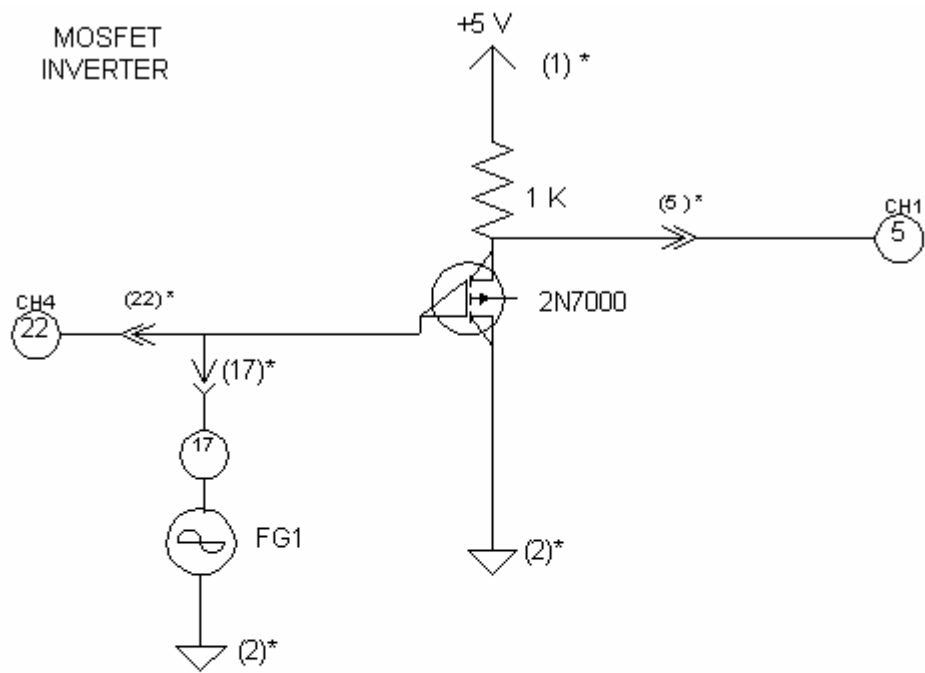 MOSFET
INVERTER
+5 V
(1) *
1 K
(5 )*
CH1
5
2N7000
CH4
22
(22)*
(17)*
17
FG1
(2)*
(2)*